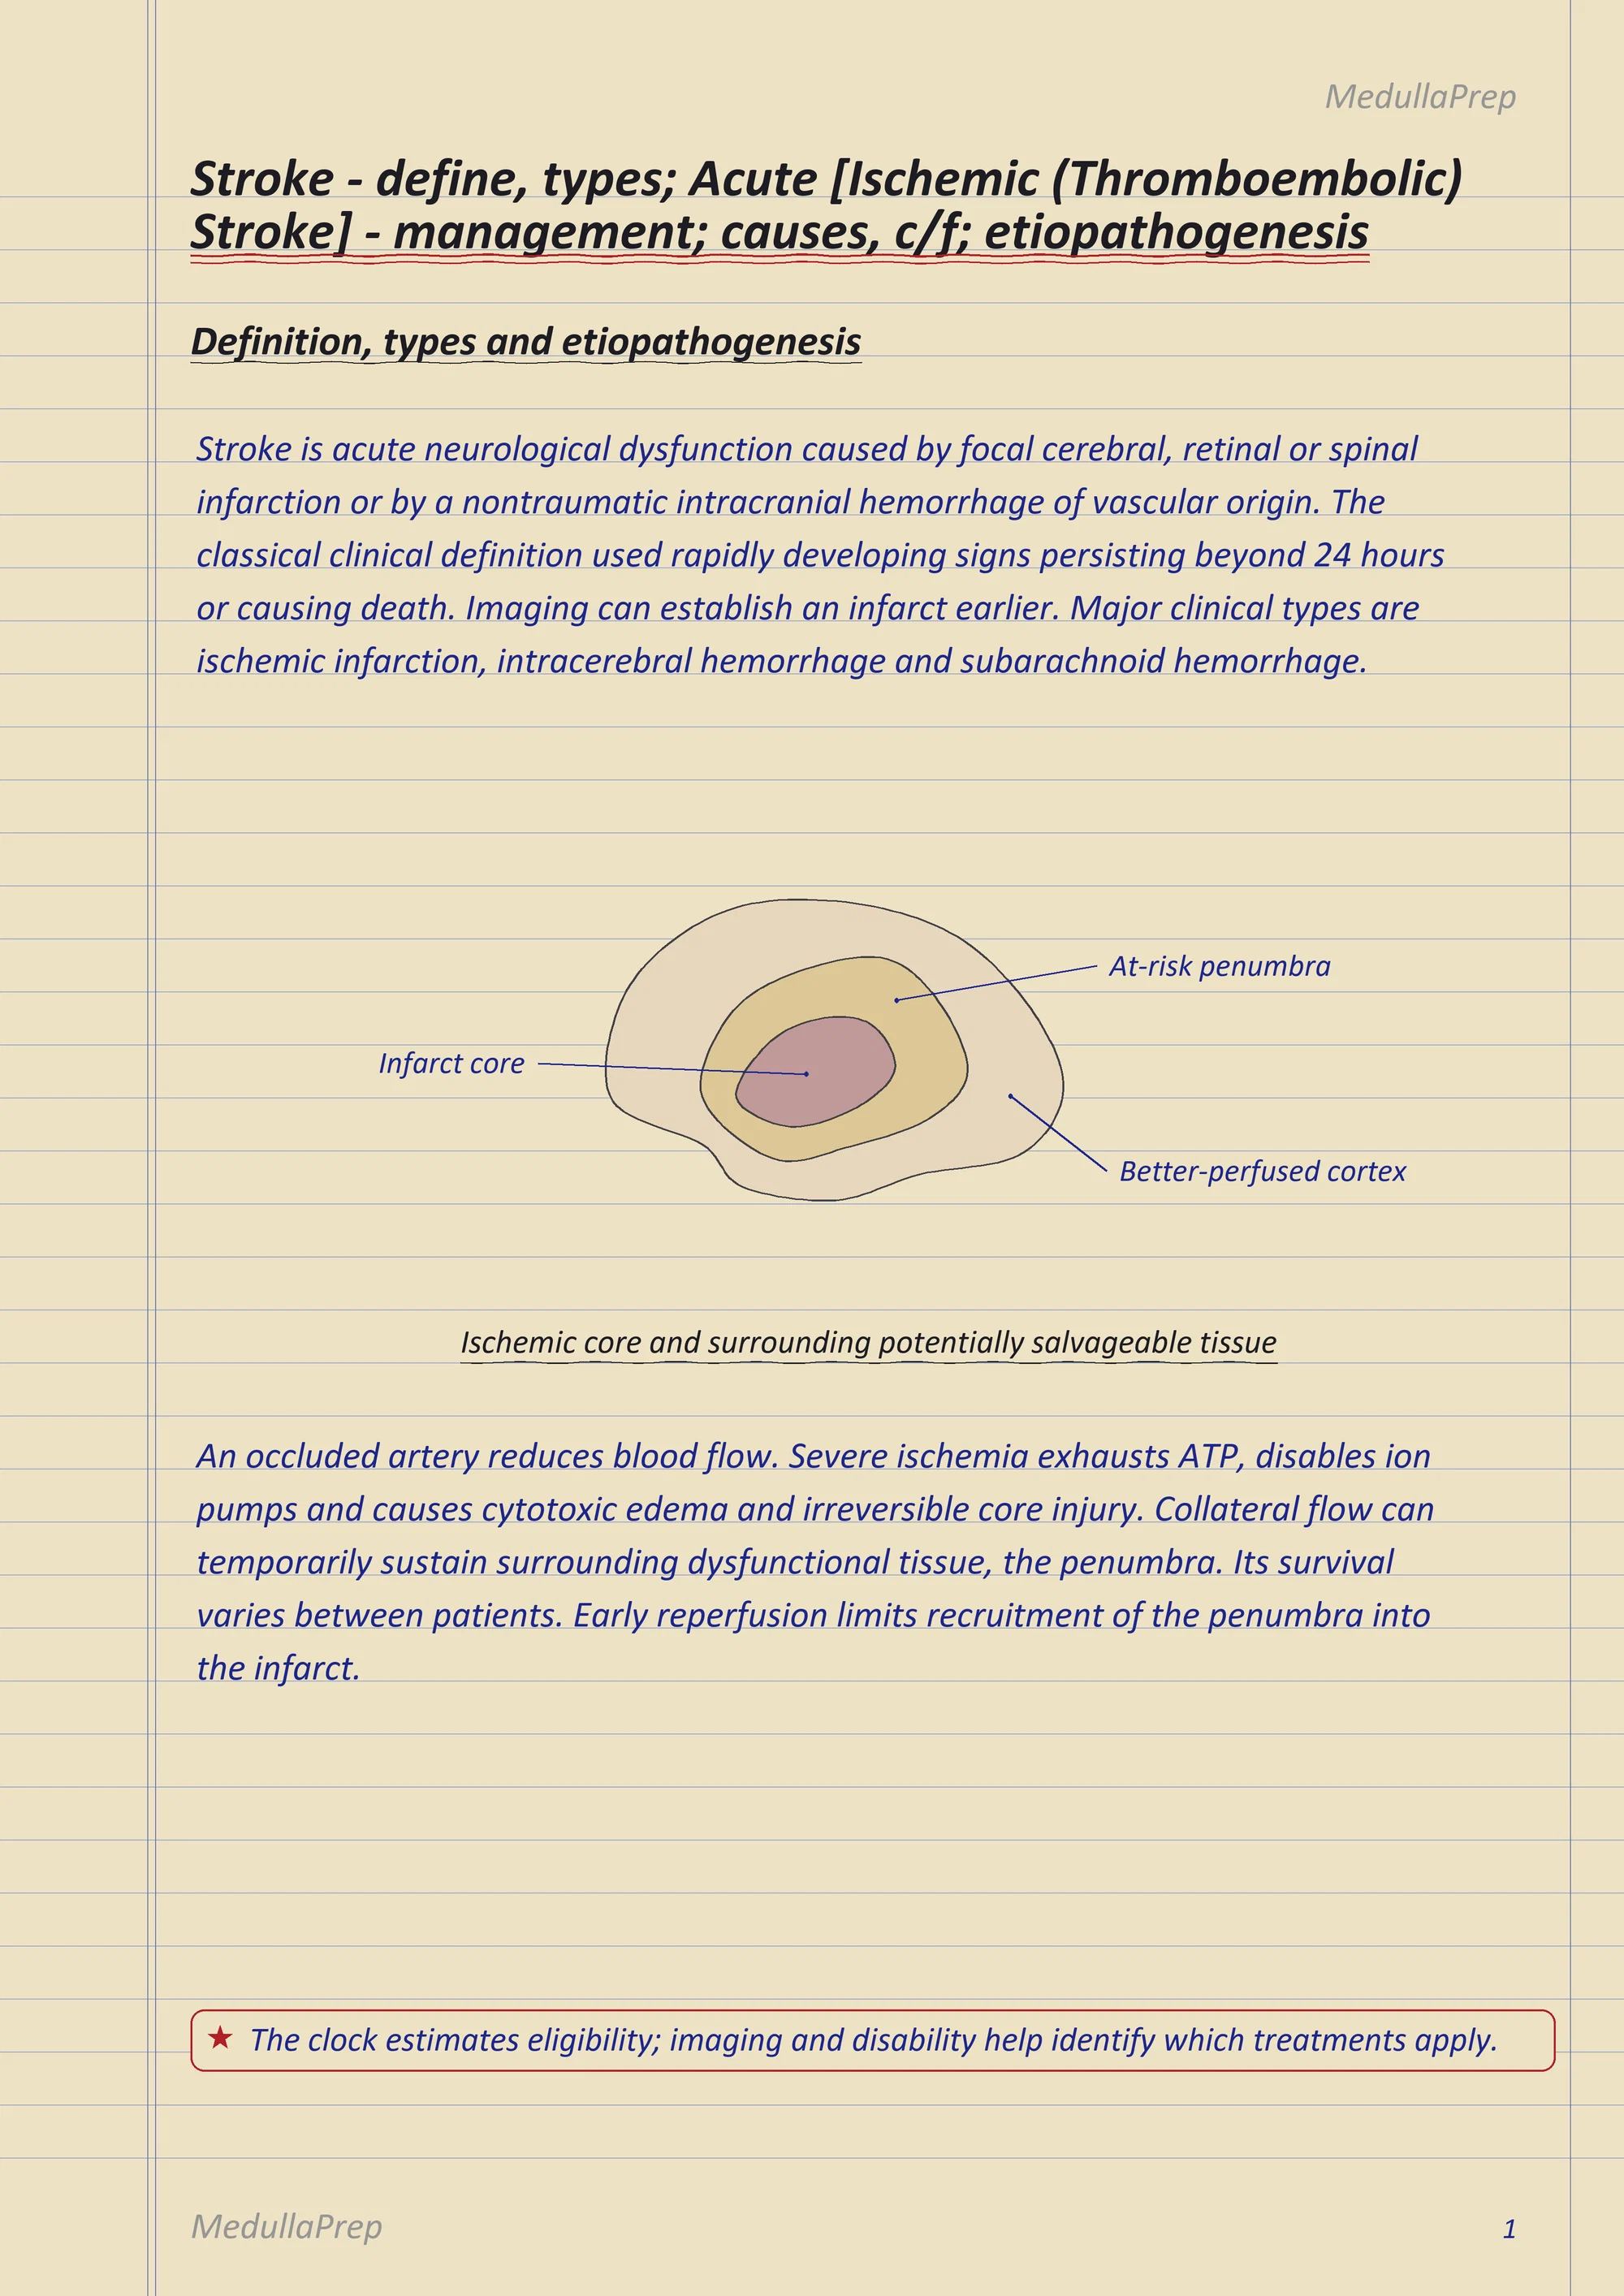 MedullaPrep
Stroke - define, types; Acute [Ischemic (Thromboembolic)
Stroke] - management; causes, c/f; etiopathogenesis
Definition, types and etiopathogenesis
Stroke is acute neurological dysfunction caused by focal cerebral, retinal or spinal
infarction or by a nontraumatic intracranial hemorrhage of vascular origin. The
classical clinical definition used rapidly developing signs persisting beyond 24 hours
or causing death. Imaging can establish an infarct earlier. Major clinical types are
ischemic infarction, intracerebral hemorrhage and subarachnoid hemorrhage.
At-risk penumbra
Infarct core
Better-perfused cortex
Ischemic core and surrounding potentially salvageable tissue
An occluded artery reduces blood flow. Severe ischemia exhausts ATP, disables ion
pumps and causes cytotoxic edema and irreversible core injury. Collateral flow can
temporarily sustain surrounding dysfunctional tissue, the penumbra. Its survival
varies between patients. Early reperfusion limits recruitment of the penumbra into
the infarct.
★ The clock estimates eligibility; imaging and disability help identify which treatments apply.
MedullaPrep
1